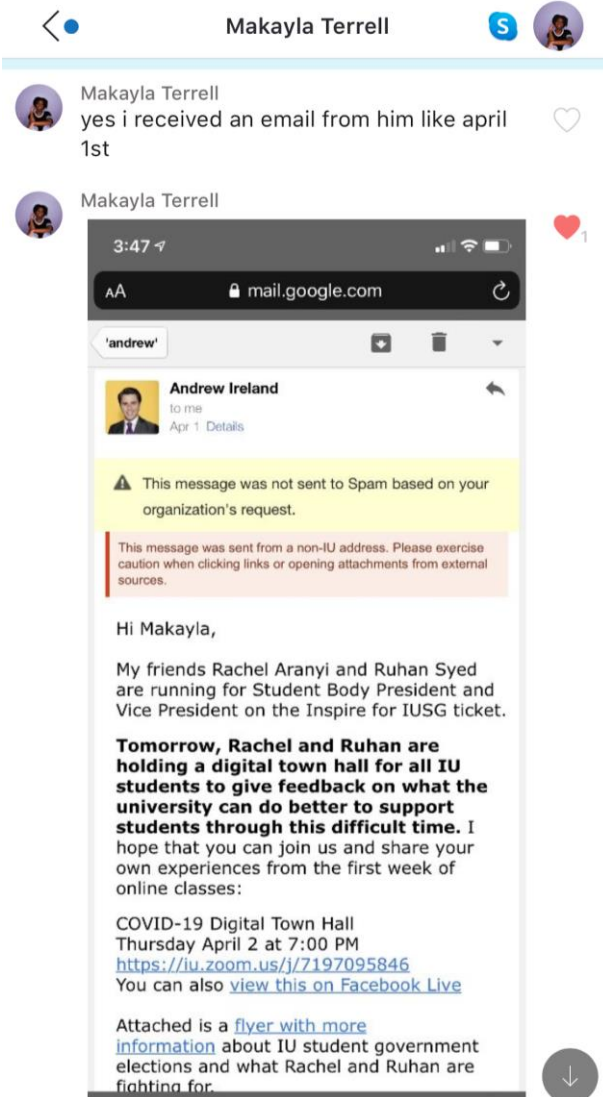 Makayla Terrell
S
Makayla Terrell
yes i received an email from him like april
1st
Makayla Terrell
1
3:47
AA
mail.google.com
'andrew'
Andrew Ireland
to me
Apr 1 Details
This message was not sent to Spam based on your
organization's request.
This message was sent from a non-IU address. Please exercise
caution when clicking links or opening attachments from external
sources.
Hi Makayla,
My friends Rachel Aranyi and Ruhan Syed
are running for Student Body President and
Vice President on the Inspire for IUSG ticket.
Tomorrow, Rachel and Ruhan are
holding a digital town hall for all IU
students to give feedback on what the
university can do better to support
students through this difficult time. I
hope that you can join us and share your
own experiences from the first week of
online classes:
COVID-19 Digital Town Hall
Thursday April 2 at 7:00 PM
https://iu.zoom.us/j/7197095846
You can also view this on Facebook Live
Attached is a flyer with more
information about IU student government
elections and what Rachel and Ruhan are
fighting for.